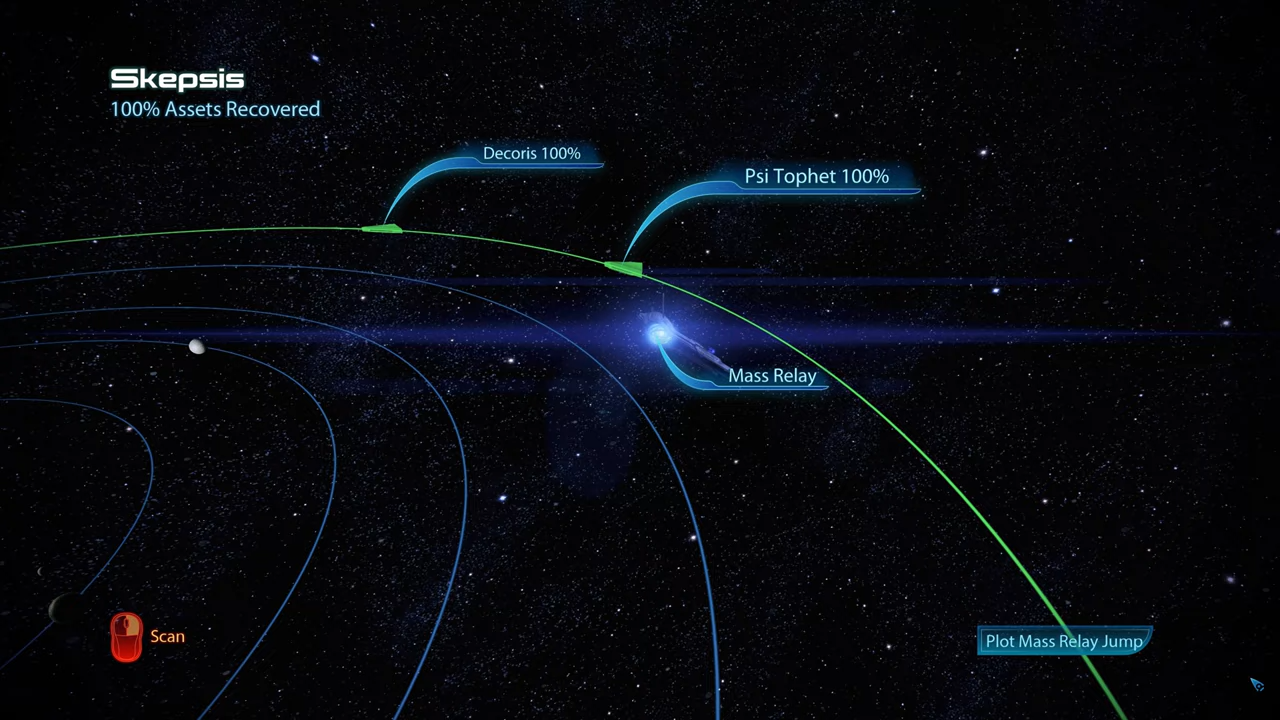 Skepsis
100% Assets Recovered
Decoris 100%
Psi Tophet 100%
Mass Relay
Scan
Plot Mass Relay Jump